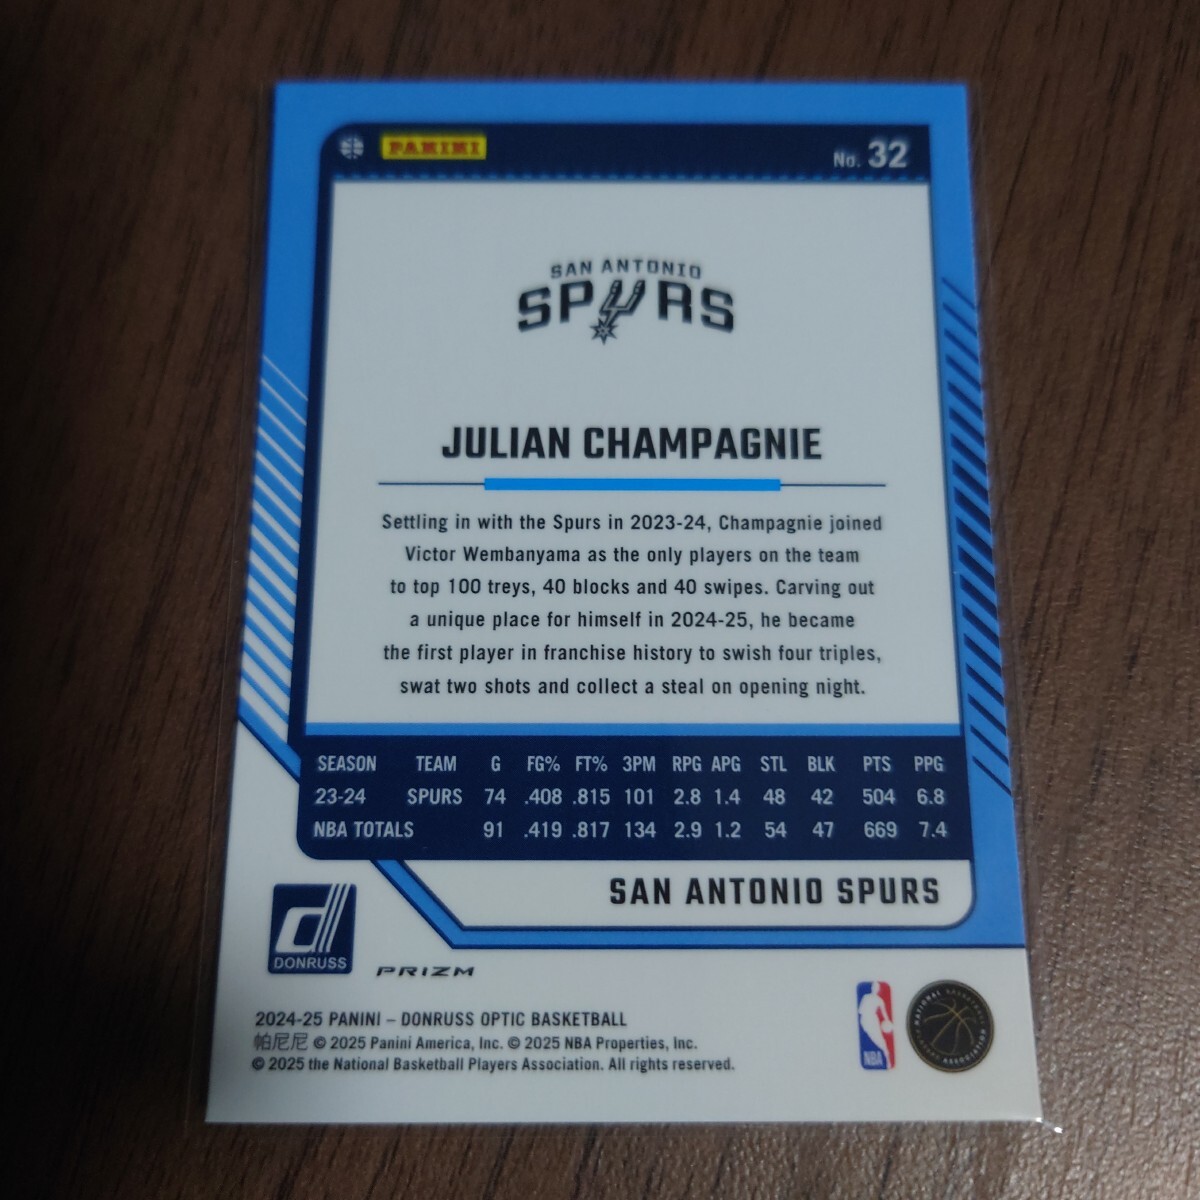 PANINI
No. 32
SAN ANTONIO
SPURS
JULIAN CHAMPAGNIE
Settling in with the Spurs in 2023-24, Champagnie joined
Victor Wembanyama as the only players on the team
to top 100 treys, 40 blocks and 40 swipes. Carving out
a unique place for himself in 2024-25, he became
the first player in franchise history to swish four triples,
swat two shots and collect a steal on opening night.
SEASON TEAM G FG% FT% 3PM RPG APG STL BLK PTS PPG
23-24 SPURS 74 .408 .815 101 2.8 1.4 48 42 504 6.8
NBA TOTALS 91 .419 .817 134 2.9 1.2 54 47 669 7.4
SAN ANTONIO SPURS
d
DONRUSS
PRIZM
2024-25 PANINI – DONRUSS OPTIC BASKETBALL
帕尼尼 © 2025 Panini America, Inc. © 2025 NBA Properties, Inc.
© 2025 the National Basketball Players Association. All rights reserved.
NBA
NATIONAL BASKETBALL PLAYERS ASSOCIATION